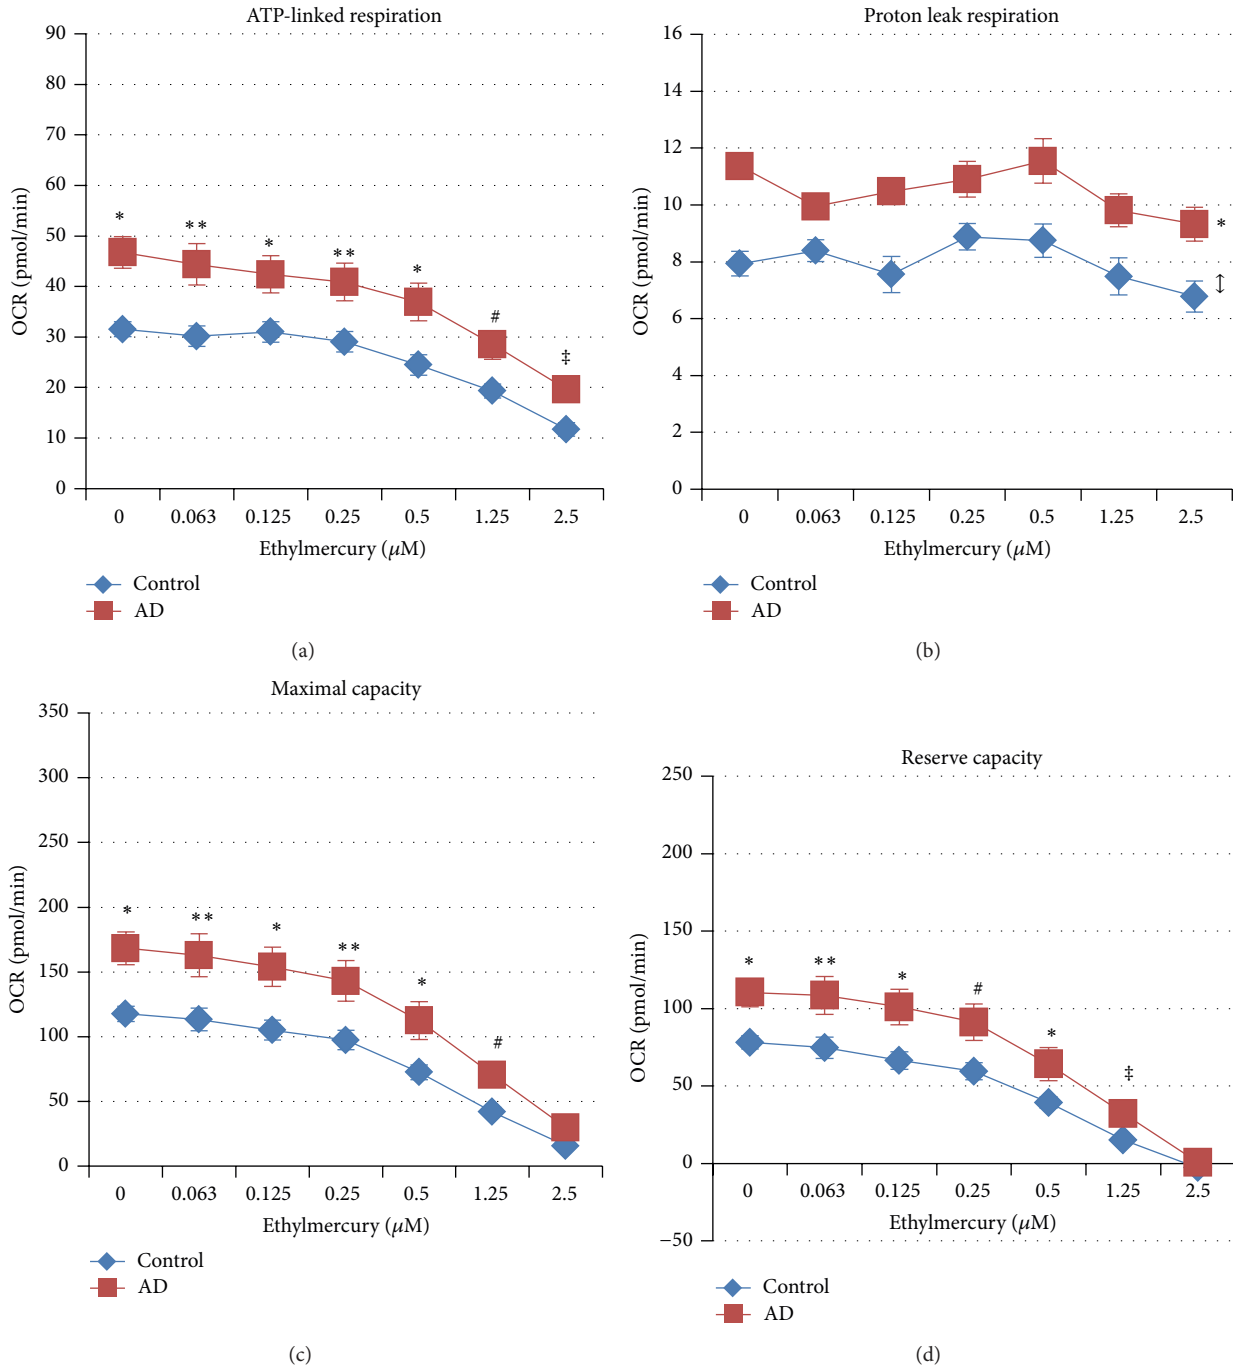 ATP-linked respiration
90
80
70
60
50
40
30
20
10
0
OCR (pmol/min)
* ** * ** * # ‡
0 0.063 0.125 0.25 0.5 1.25 2.5
Ethylmercury (μM)
Control
AD
(a)
Proton leak respiration
16
14
12
10
8
6
4
2
0
OCR (pmol/min)
*
↕
0 0.063 0.125 0.25 0.5 1.25 2.5
Ethylmercury (μM)
Control
AD
(b)
Maximal capacity
350
300
250
200
150
100
50
0
OCR (pmol/min)
* ** * ** * #
0 0.063 0.125 0.25 0.5 1.25 2.5
Ethylmercury (μM)
Control
AD
(c)
Reserve capacity
250
200
150
100
50
0
−50
OCR (pmol/min)
* ** * # * ‡
0 0.063 0.125 0.25 0.5 1.25 2.5
Ethylmercury (μM)
Control
AD
(d)